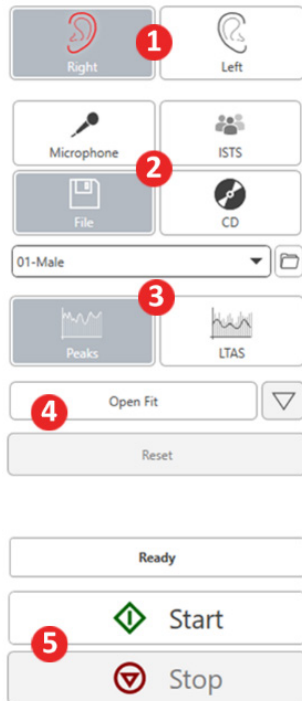 1
Right
Left
Microphone
ISTS
2
File
CD
01-Male
3
Peaks
LTAS
Open Fit
4
Reset
Ready
Start
5
Stop